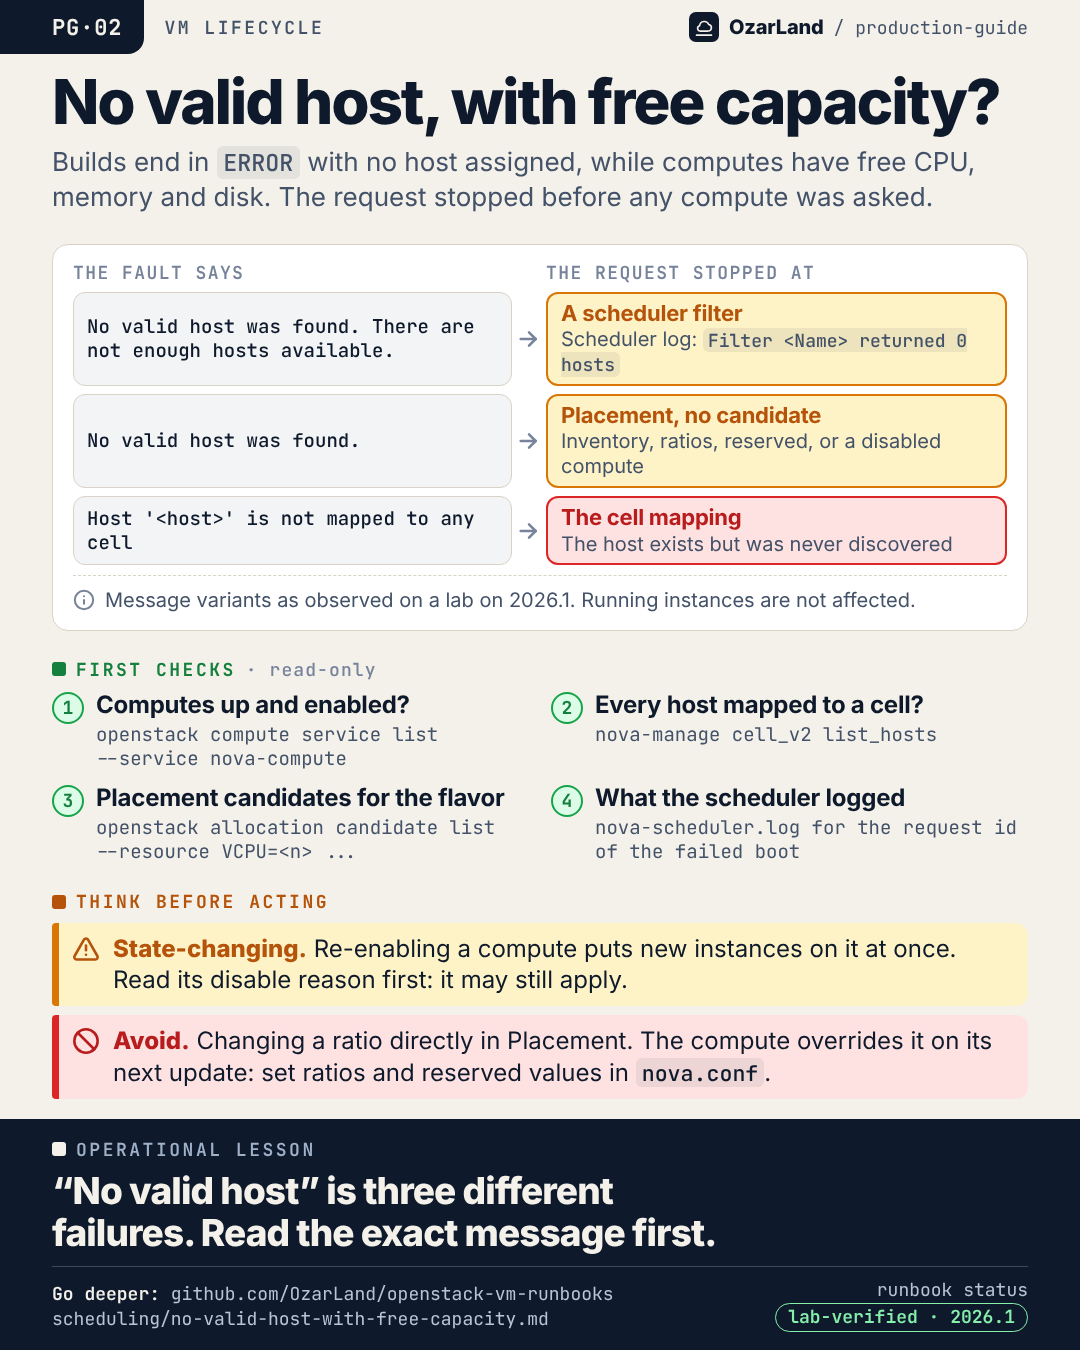 PG·02 VM LIFECYCLE OzarLand / production-guide
No valid host, with free capacity?
Builds end in ERROR with no host assigned, while computes have free CPU,
memory and disk. The request stopped before any compute was asked.
THE FAULT SAYS
THE REQUEST STOPPED AT
No valid host was found. There are
not enough hosts available.
→
A scheduler filter
Scheduler log: Filter <Name> returned 0
hosts
No valid host was found.
→
Placement, no candidate
Inventory, ratios, reserved, or a disabled
compute
Host '<host>' is not mapped to any
cell
→
The cell mapping
The host exists but was never discovered
Message variants as observed on a lab on 2026.1. Running instances are not affected.
FIRST CHECKS · read-only
1 Computes up and enabled?
openstack compute service list
--service nova-compute
2 Every host mapped to a cell?
nova-manage cell_v2 list_hosts
3 Placement candidates for the flavor
openstack allocation candidate list
--resource VCPU=<n> ...
4 What the scheduler logged
nova-scheduler.log for the request id
of the failed boot
THINK BEFORE ACTING
State-changing. Re-enabling a compute puts new instances on it at once.
Read its disable reason first: it may still apply.
Avoid. Changing a ratio directly in Placement. The compute overrides it on its
next update: set ratios and reserved values in nova.conf.
OPERATIONAL LESSON
“No valid host” is three different
failures. Read the exact message first.
Go deeper: github.com/OzarLand/openstack-vm-runbooks
scheduling/no-valid-host-with-free-capacity.md
runbook status
lab-verified · 2026.1